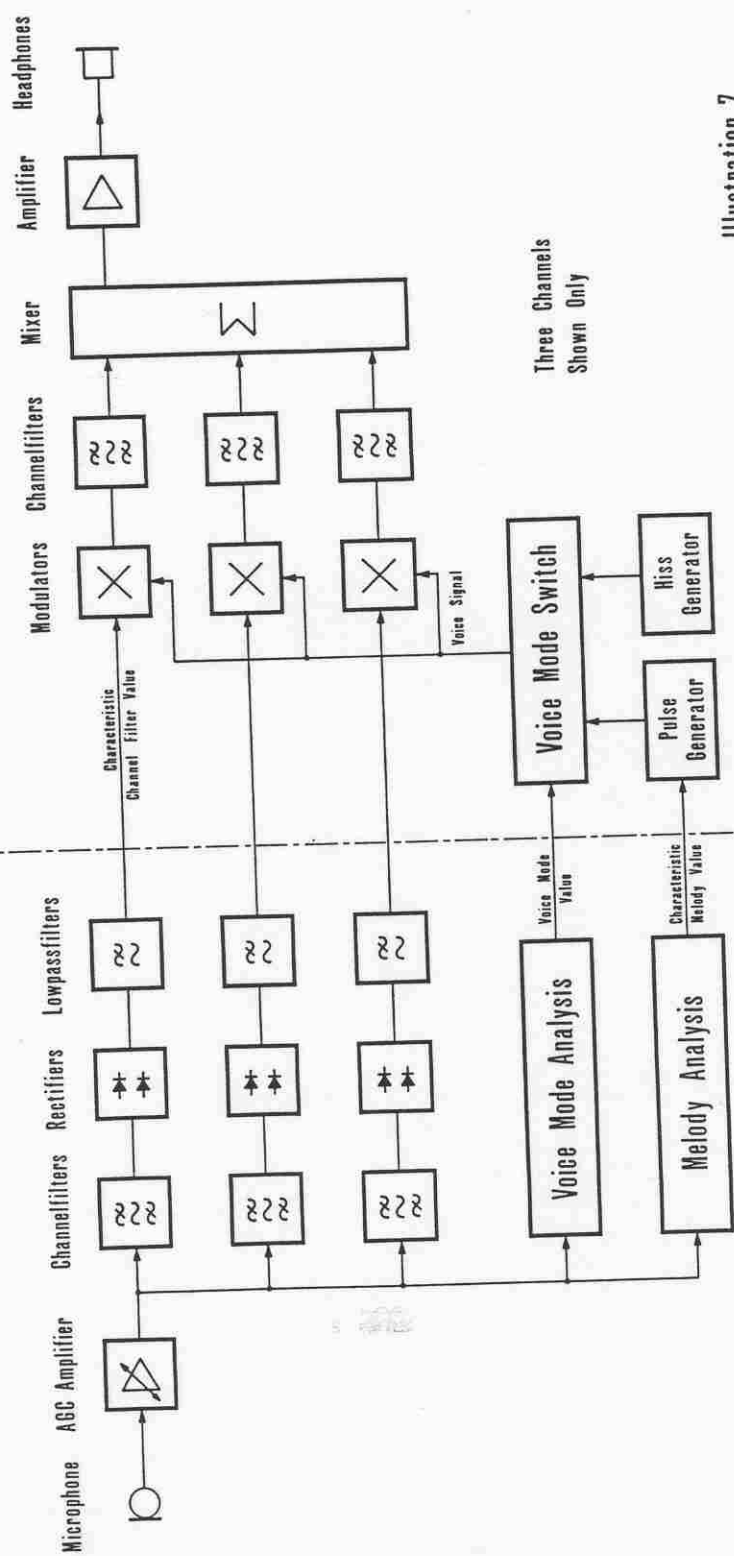 Microphone
AGC Amplifier
Channelfilters
Rectifiers
Lowpassfilters
Modulators
Channelfilters
Mixer
Amplifier
Headphones
Characteristic
Channel Filter Value
Σ
Voice Signal
Three Channels
Shown Only
Voice Mode Analysis
Voice Mode
Value
Voice Mode Switch
Melody Analysis
Characteristic
Melody Value
Pulse
Generator
Hiss
Generator
Illustration 7